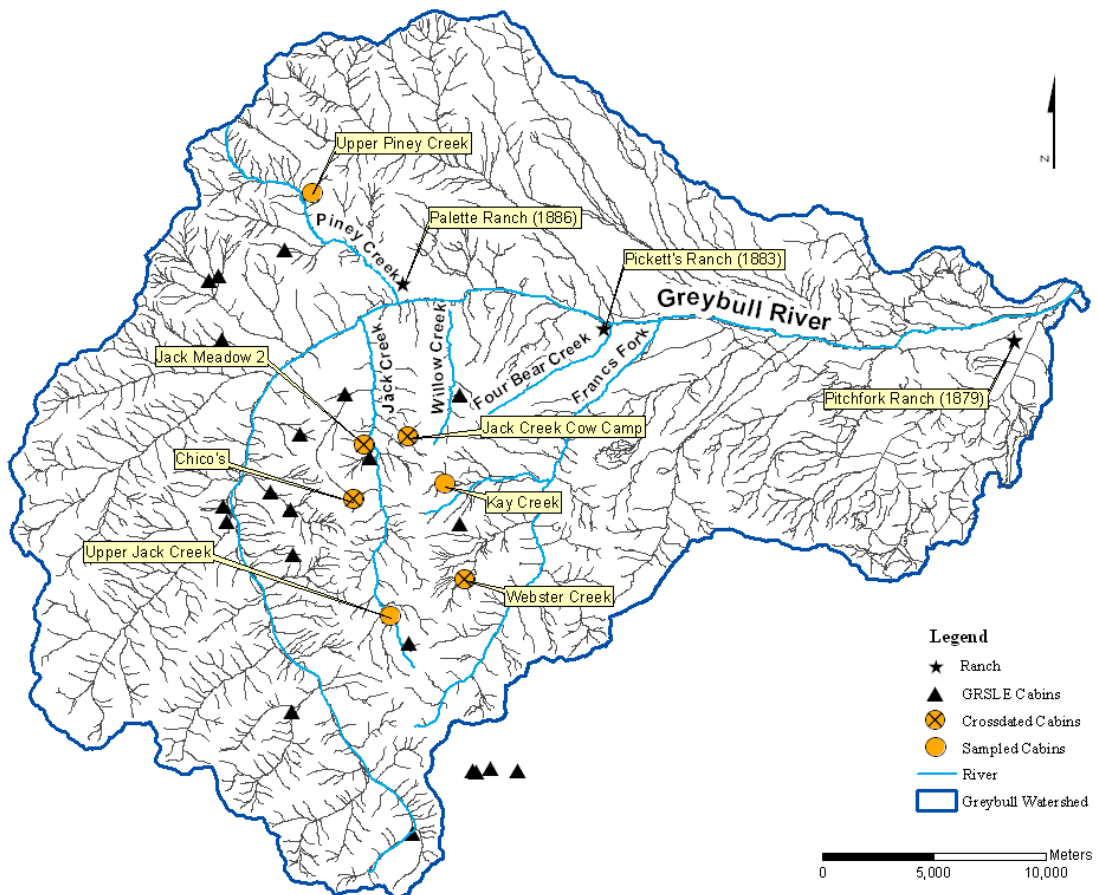 Upper Piney Creek
N
Palette Ranch (1886)
Piney Creek
Pickett's Ranch (1883)
Greybull River
Jack Meadow 2
Jack Creek
Willow Creek
Four Bear Creek
Francs Fork
Pitchfork Ranch (1879)
Jack Creek Cow Camp
Chico's
Kay Creek
Upper Jack Creek
Webster Creek
Legend
Ranch
GRSLE Cabins
Crossdated Cabins
Sampled Cabins
River
Greybull Watershed
Meters
0 5,000 10,000